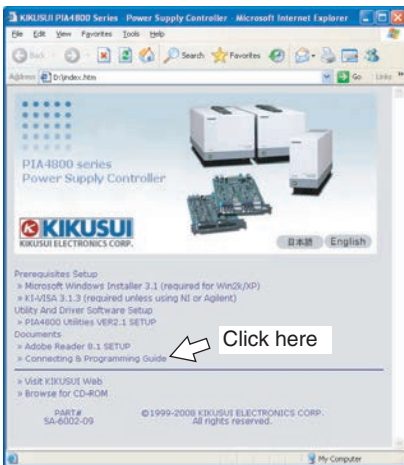 KIKUSUI PIA4800 Series - Power Supply Controller - Microsoft Internet Explorer
File Edit View Favorites Tools Help
Back Search Favorites
Address D:\index.htm Go Links »
PIA4800 series
Power Supply Controller
KIKUSUI
KIKUSUI ELECTRONICS CORP.
日本語 English
Prerequisites Setup
» Microsoft Windows Installer 3.1 (required for Win2k/XP)
» KI-VISA 3.1.3 (required unless using NI or Agilent)
Utility And Driver Software Setup
» PIA4800 Utilities VER2.1 SETUP
Documents
» Adobe Reader 8.1 SETUP
» Connecting & Programming Guide
Click here
» Visit KIKUSUI Web
» Browse for CD-ROM
PART# ©1999-2008 KIKUSUI ELECTRONICS CORP.
SA-6002-09 All rights reserved.
My Computer